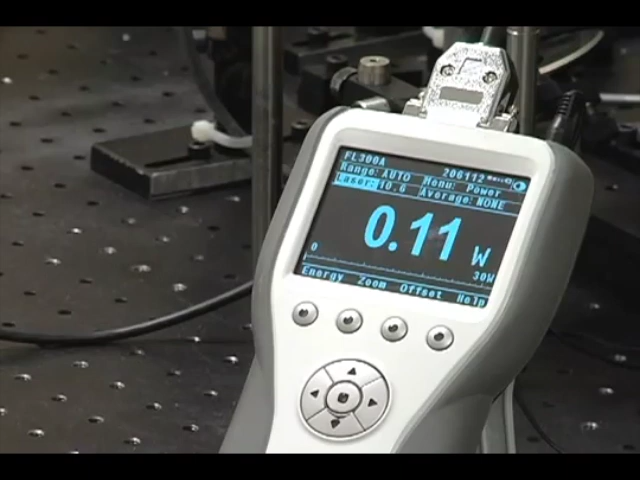 FL300A 206112
Range: AUTO Menu: Power
Laser: 10.6 Average: NONE
0.11 W
0 30W
Energy Zoom Offset Help